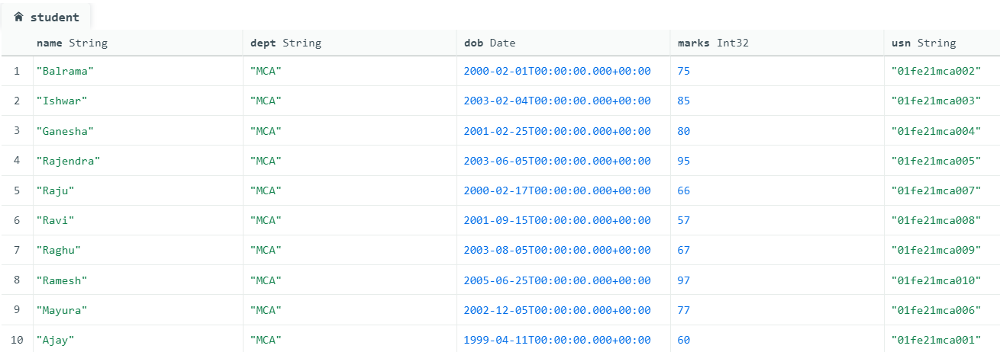 student
name String dept String dob Date marks Int32 usn String
1 "Balrama" "MCA" 2000-02-01T00:00:00.000+00:00 75 "01fe21mca002"
2 "Ishwar" "MCA" 2003-02-04T00:00:00.000+00:00 85 "01fe21mca003"
3 "Ganesha" "MCA" 2001-02-25T00:00:00.000+00:00 80 "01fe21mca004"
4 "Rajendra" "MCA" 2003-06-05T00:00:00.000+00:00 95 "01fe21mca005"
5 "Raju" "MCA" 2000-02-17T00:00:00.000+00:00 66 "01fe21mca007"
6 "Ravi" "MCA" 2001-09-15T00:00:00.000+00:00 57 "01fe21mca008"
7 "Raghu" "MCA" 2003-08-05T00:00:00.000+00:00 67 "01fe21mca009"
8 "Ramesh" "MCA" 2005-06-25T00:00:00.000+00:00 97 "01fe21mca010"
9 "Mayura" "MCA" 2002-12-05T00:00:00.000+00:00 77 "01fe21mca006"
10 "Ajay" "MCA" 1999-04-11T00:00:00.000+00:00 60 "01fe21mca001"